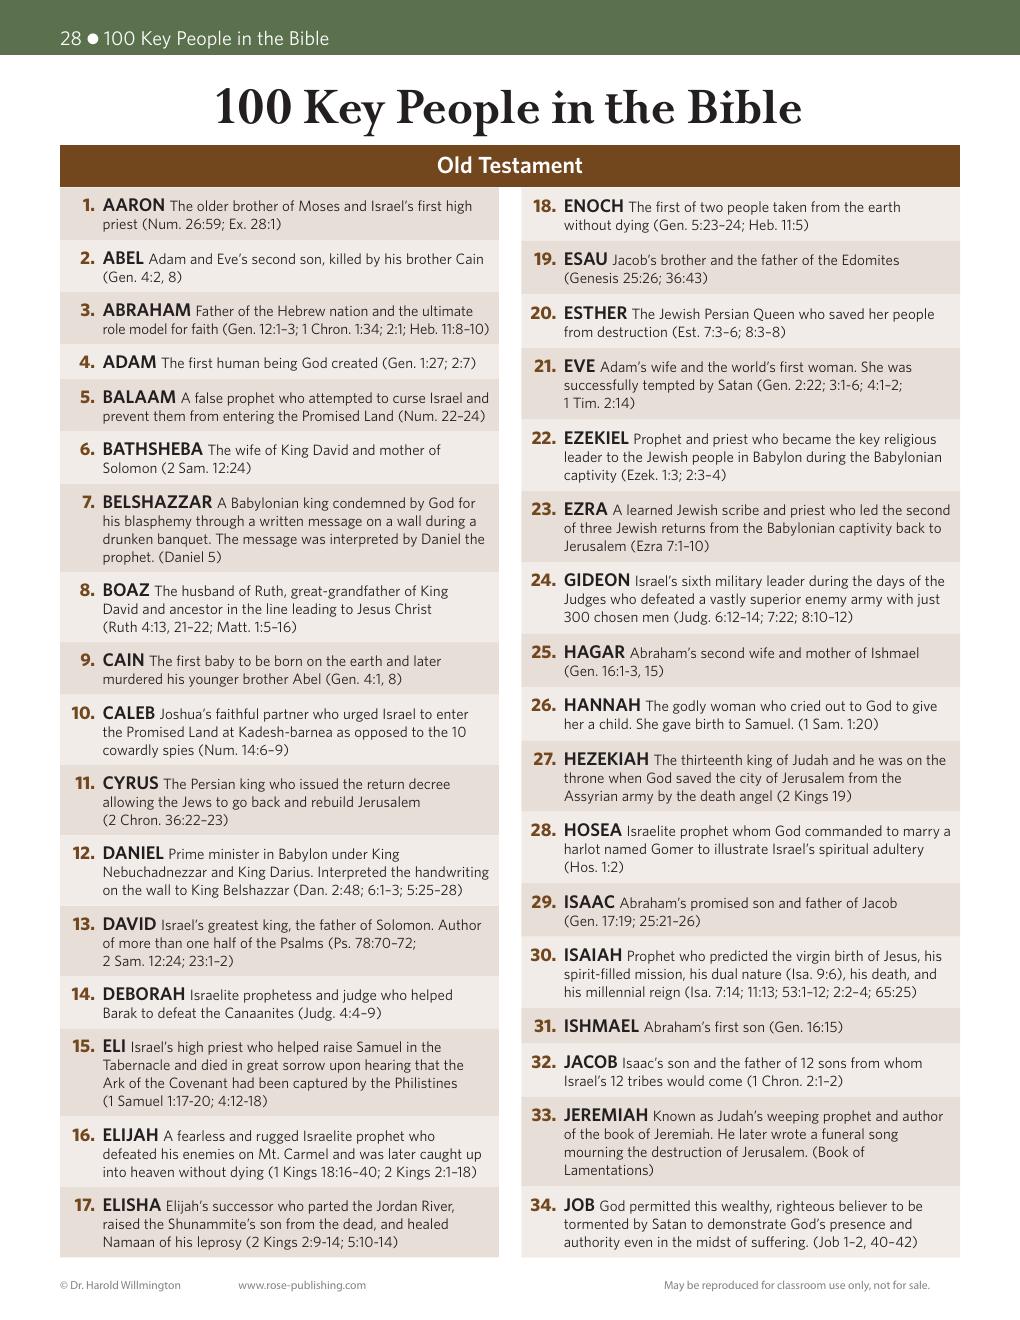 28 ● 100 Key People in the Bible
100 Key People in the Bible
Old Testament
1. AARON The older brother of Moses and Israel's first high
priest (Num. 26:59; Ex. 28:1)
2. ABEL Adam and Eve's second son, killed by his brother Cain
(Gen. 4:2, 8)
3. ABRAHAM Father of the Hebrew nation and the ultimate
role model for faith (Gen. 12:1–3; 1 Chron. 1:34; 2:1; Heb. 11:8–10)
4. ADAM The first human being God created (Gen. 1:27; 2:7)
5. BALAAM A false prophet who attempted to curse Israel and
prevent them from entering the Promised Land (Num. 22–24)
6. BATHSHEBA The wife of King David and mother of
Solomon (2 Sam. 12:24)
7. BELSHAZZAR A Babylonian king condemned by God for
his blasphemy through a written message on a wall during a
drunken banquet. The message was interpreted by Daniel the
prophet. (Daniel 5)
8. BOAZ The husband of Ruth, great-grandfather of King
David and ancestor in the line leading to Jesus Christ
(Ruth 4:13, 21–22; Matt. 1:5–16)
9. CAIN The first baby to be born on the earth and later
murdered his younger brother Abel (Gen. 4:1, 8)
10. CALEB Joshua's faithful partner who urged Israel to enter
the Promised Land at Kadesh-barnea as opposed to the 10
cowardly spies (Num. 14:6–9)
11. CYRUS The Persian king who issued the return decree
allowing the Jews to go back and rebuild Jerusalem
(2 Chron. 36:22–23)
12. DANIEL Prime minister in Babylon under King
Nebuchadnezzar and King Darius. Interpreted the handwriting
on the wall to King Belshazzar (Dan. 2:48; 6:1–3; 5:25–28)
13. DAVID Israel's greatest king, the father of Solomon. Author
of more than one half of the Psalms (Ps. 78:70–72;
2 Sam. 12:24; 23:1–2)
14. DEBORAH Israelite prophetess and judge who helped
Barak to defeat the Canaanites (Judg. 4:4–9)
15. ELI Israel's high priest who helped raise Samuel in the
Tabernacle and died in great sorrow upon hearing that the
Ark of the Covenant had been captured by the Philistines
(1 Samuel 1:17-20; 4:12-18)
16. ELIJAH A fearless and rugged Israelite prophet who
defeated his enemies on Mt. Carmel and was later caught up
into heaven without dying (1 Kings 18:16–40; 2 Kings 2:1–18)
17. ELISHA Elijah's successor who parted the Jordan River,
raised the Shunammite's son from the dead, and healed
Namaan of his leprosy (2 Kings 2:9-14; 5:10-14)
18. ENOCH The first of two people taken from the earth
without dying (Gen. 5:23–24; Heb. 11:5)
19. ESAU Jacob's brother and the father of the Edomites
(Genesis 25:26; 36:43)
20. ESTHER The Jewish Persian Queen who saved her people
from destruction (Est. 7:3–6; 8:3–8)
21. EVE Adam's wife and the world's first woman. She was
successfully tempted by Satan (Gen. 2:22; 3:1-6; 4:1–2;
1 Tim. 2:14)
22. EZEKIEL Prophet and priest who became the key religious
leader to the Jewish people in Babylon during the Babylonian
captivity (Ezek. 1:3; 2:3–4)
23. EZRA A learned Jewish scribe and priest who led the second
of three Jewish returns from the Babylonian captivity back to
Jerusalem (Ezra 7:1–10)
24. GIDEON Israel's sixth military leader during the days of the
Judges who defeated a vastly superior enemy army with just
300 chosen men (Judg. 6:12–14; 7:22; 8:10–12)
25. HAGAR Abraham's second wife and mother of Ishmael
(Gen. 16:1-3, 15)
26. HANNAH The godly woman who cried out to God to give
her a child. She gave birth to Samuel. (1 Sam. 1:20)
27. HEZEKIAH The thirteenth king of Judah and he was on the
throne when God saved the city of Jerusalem from the
Assyrian army by the death angel (2 Kings 19)
28. HOSEA Israelite prophet whom God commanded to marry a
harlot named Gomer to illustrate Israel's spiritual adultery
(Hos. 1:2)
29. ISAAC Abraham's promised son and father of Jacob
(Gen. 17:19; 25:21–26)
30. ISAIAH Prophet who predicted the virgin birth of Jesus, his
spirit-filled mission, his dual nature (Isa. 9:6), his death, and
his millennial reign (Isa. 7:14; 11:13; 53:1–12; 2:2–4; 65:25)
31. ISHMAEL Abraham's first son (Gen. 16:15)
32. JACOB Isaac's son and the father of 12 sons from whom
Israel's 12 tribes would come (1 Chron. 2:1–2)
33. JEREMIAH Known as Judah's weeping prophet and author
of the book of Jeremiah. He later wrote a funeral song
mourning the destruction of Jerusalem. (Book of
Lamentations)
34. JOB God permitted this wealthy, righteous believer to be
tormented by Satan to demonstrate God's presence and
authority even in the midst of suffering. (Job 1–2, 40–42)
© Dr. Harold Willmington www.rose-publishing.com May be reproduced for classroom use only, not for sale.